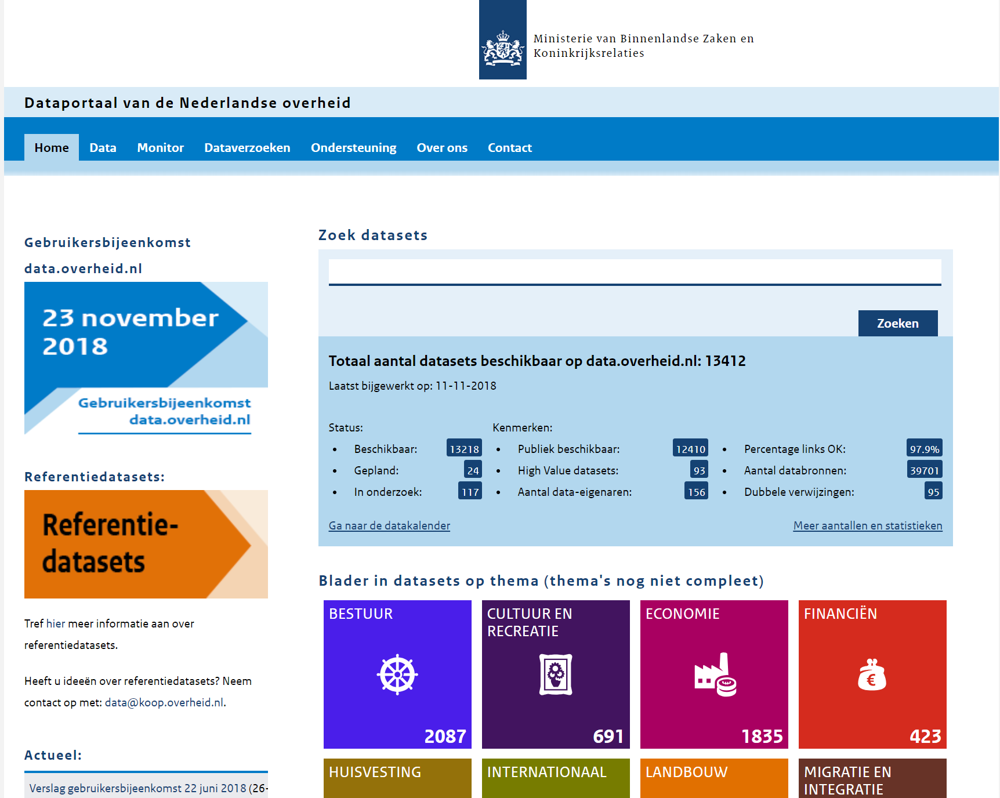 Ministerie van Binnenlandse Zaken en
Koninkrijksrelaties
Dataportaal van de Nederlandse overheid
Home Data Monitor Dataverzoeken Ondersteuning Over ons Contact
Gebruikersbijeenkomst
data.overheid.nl
23 november
2018
Gebruikersbijeenkomst
data.overheid.nl
Referentiedatasets:
Referentie-
datasets
Tref hier meer informatie aan over
referentiedatasets.
Heeft u ideeën over referentiedatasets? Neem
contact op met: data@koop.overheid.nl.
Actueel:
Verslag gebruikersbijeenkomst 22 juni 2018 (26-
Zoek datasets
Zoeken
Totaal aantal datasets beschikbaar op data.overheid.nl: 13412
Laatst bijgewerkt op: 11-11-2018
Status:
• Beschikbaar: 13218
• Gepland: 24
• In onderzoek: 117
Kenmerken:
• Publiek beschikbaar: 12410
• High Value datasets: 93
• Aantal data-eigenaren: 156
• Percentage links OK: 97.9%
• Aantal databronnen: 39701
• Dubbele verwijzingen: 95
Ga naar de datakalender
Meer aantallen en statistieken
Blader in datasets op thema (thema's nog niet compleet)
BESTUUR
2087
CULTUUR EN
RECREATIE
691
ECONOMIE
1835
FINANCIËN
€
423
HUISVESTING
INTERNATIONAAL
LANDBOUW
MIGRATIE EN
INTEGRATIE